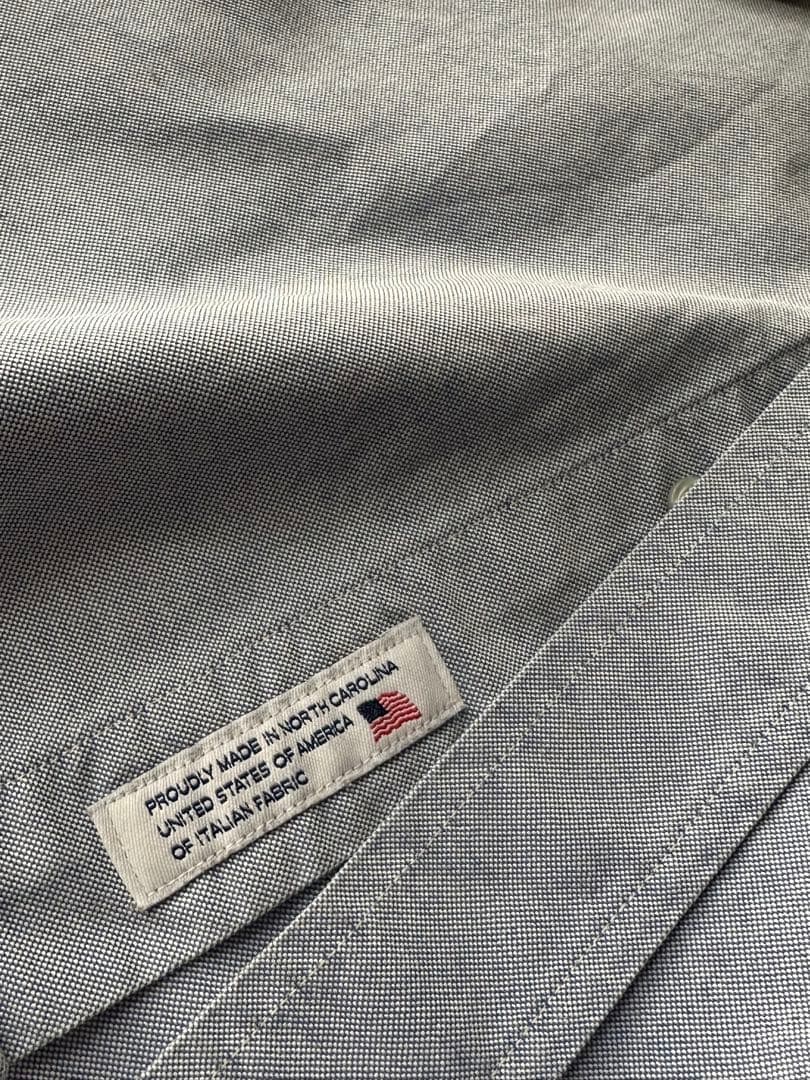 PROUDLY MADE IN NORTH CAROLINA
UNITED STATES OF AMERICA
OF ITALIAN FABRIC